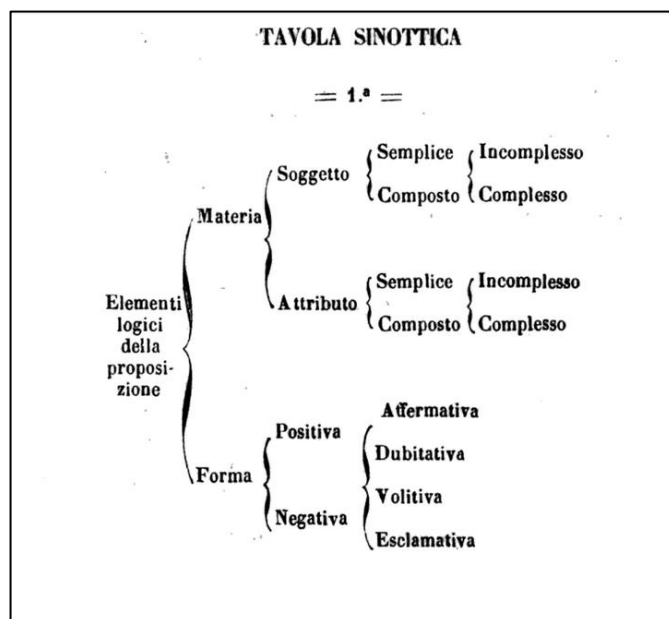 TAVOLA SINOTTICA
= 1.ª =
Soggetto Semplice Incomplesso
Composto Complesso
Materia
Attributo Semplice Incomplesso
Composto Complesso
Elementi
logici
della
proposi-
zione
Forma
Positiva
Negativa
Affermativa
Dubitativa
Volitiva
Esclamativa